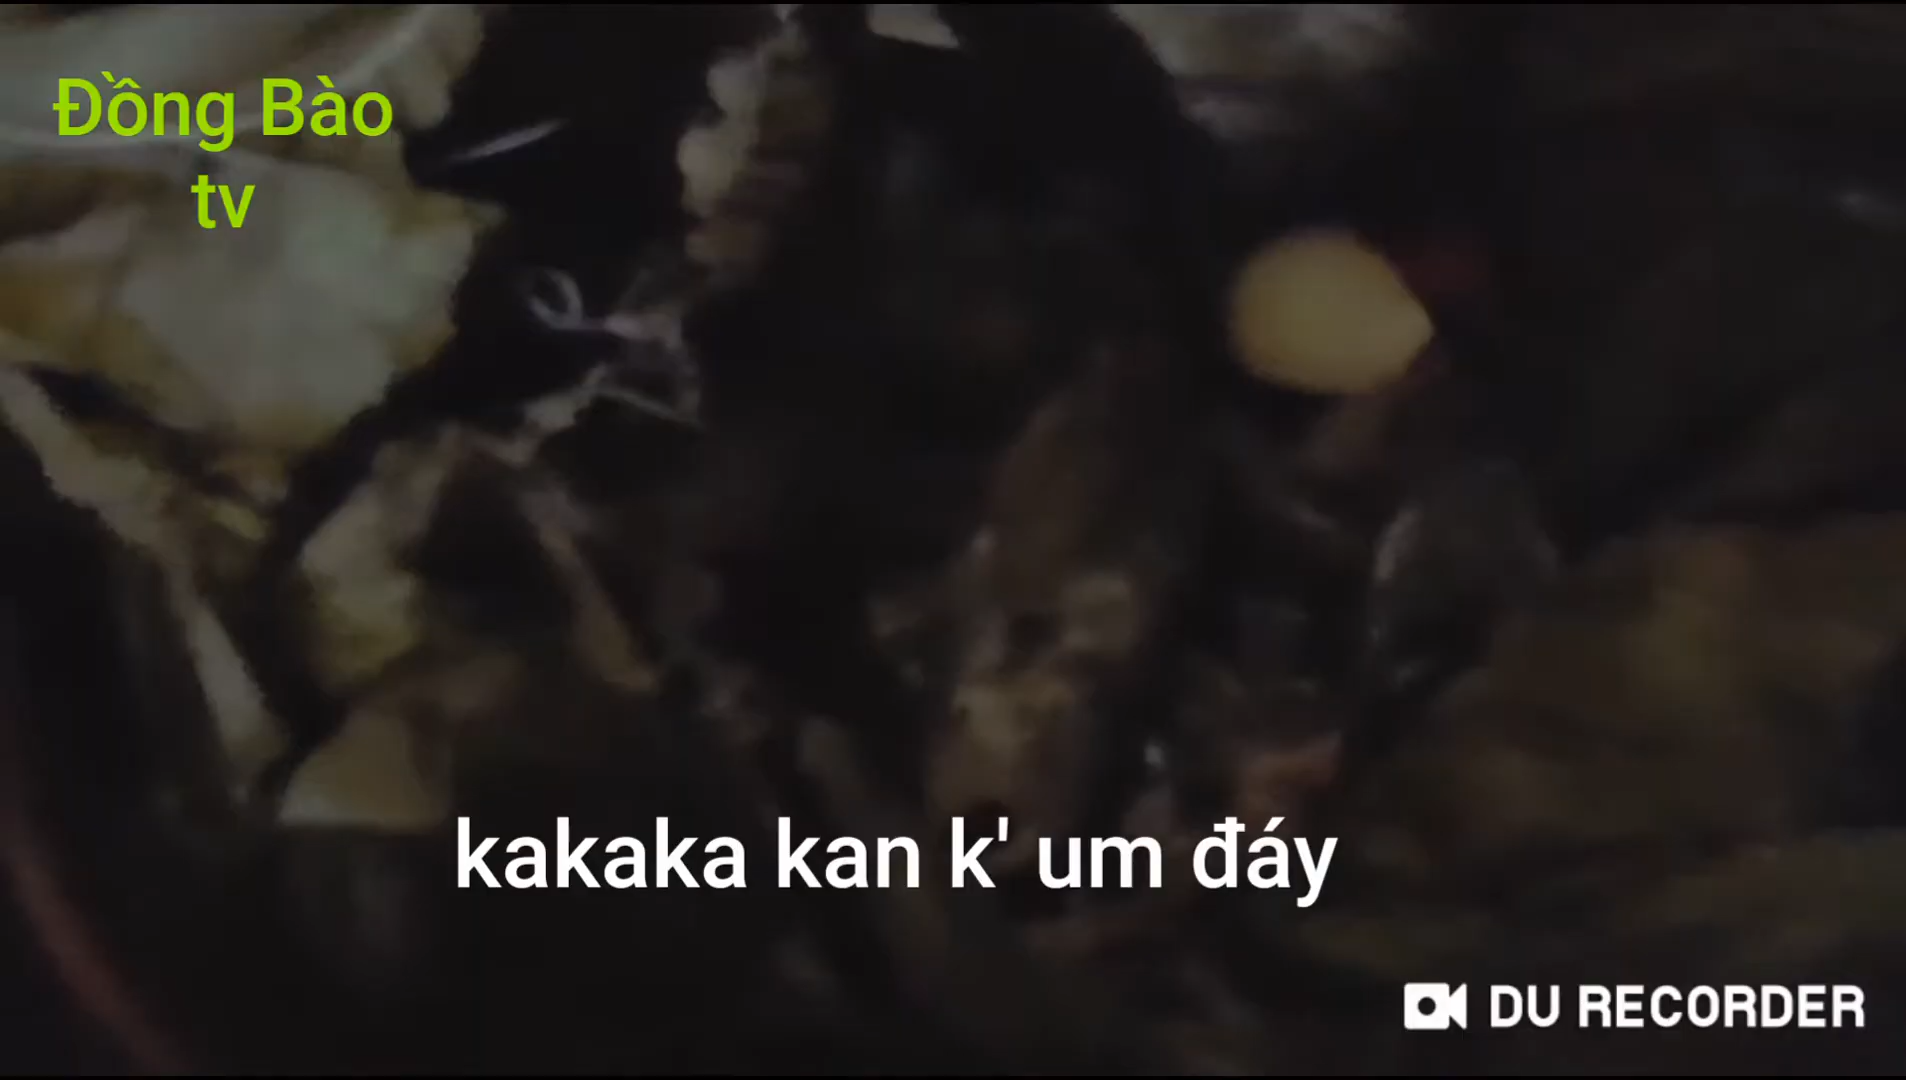 Đồng Bào
tv
kakaka kan k' um đáy
DU RECORDER